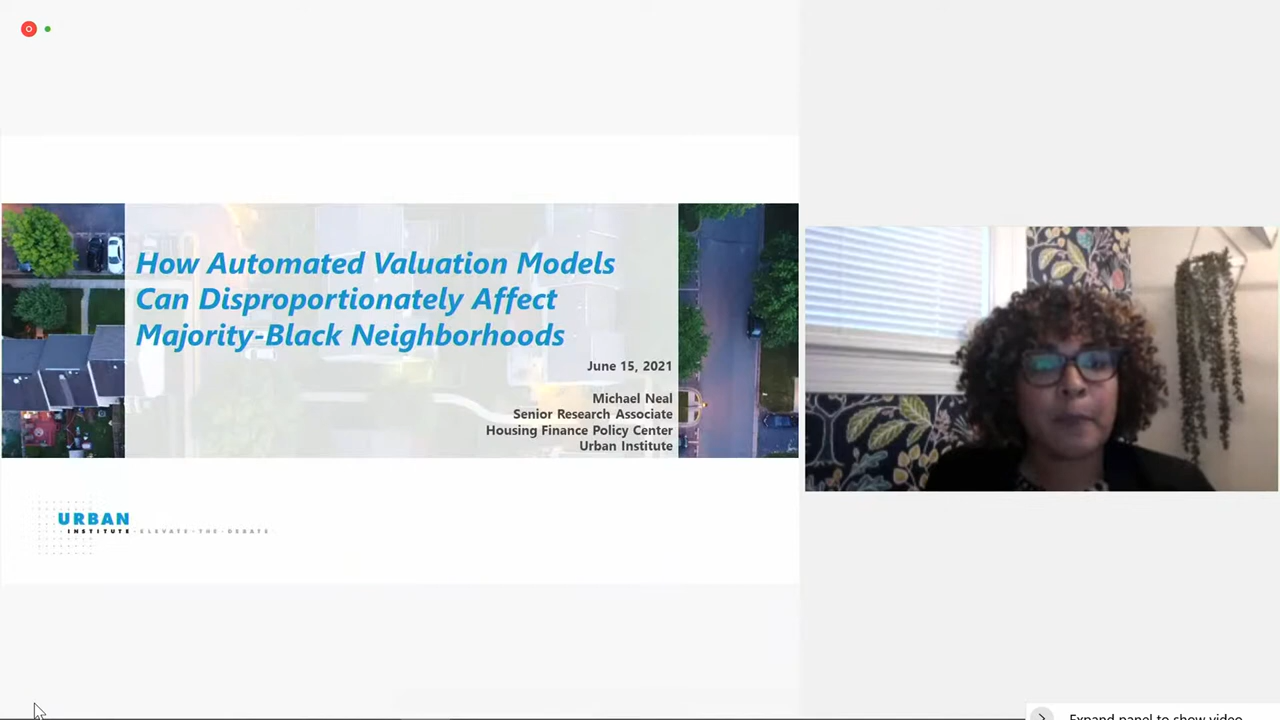 How Automated Valuation Models
Can Disproportionately Affect
Majority-Black Neighborhoods
June 15, 2021
Michael Neal
Senior Research Associate
Housing Finance Policy Center
Urban Institute
URBAN
INSTITUTE · ELEVATE · THE · DEBATE
Expand panel to show video